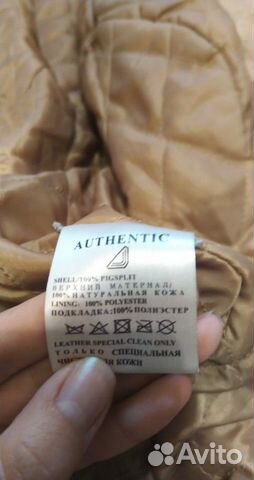 AUTHENTIC
SHELL:100% PIGSPLIT
ВЕРХНИЙ МАТЕРИАЛ/
100% НАТУРАЛЬНАЯ КОЖА
LINING: 100% POLYESTER
ПОДКЛАДКА:100% ПОЛИЭСТЕР
LEATHER SPECIAL CLEAN ONLY
ТОЛЬКО СПЕЦИАЛЬНАЯ
КОЖИ
Avito